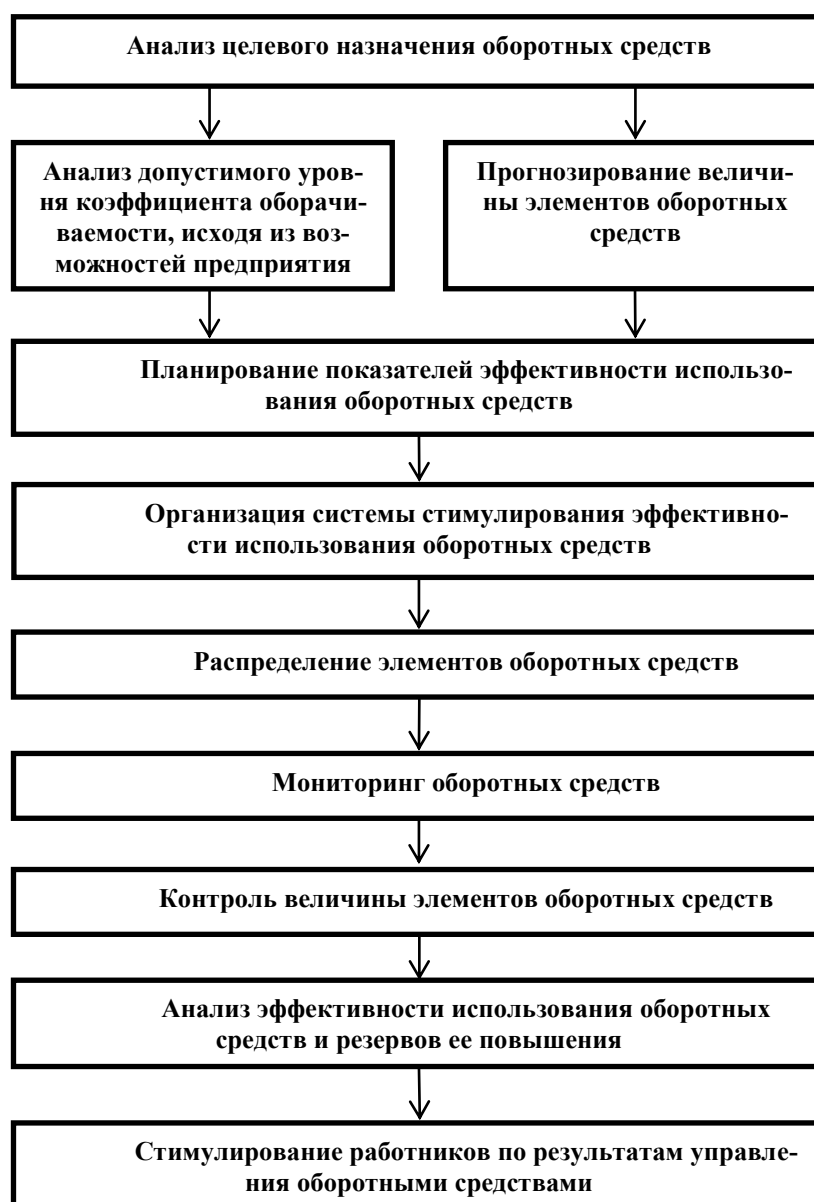 Анализ целевого назначения оборотных средств
Анализ допустимого уров-
ня коэффициента оборачи-
ваемости, исходя из воз-
можностей предприятия
Прогнозирование величи-
ны элементов оборотных
средств
Планирование показателей эффективности использо-
вания оборотных средств
Организация системы стимулирования эффективно-
сти использования оборотных средств
Распределение элементов оборотных средств
Мониторинг оборотных средств
Контроль величины элементов оборотных средств
Анализ эффективности использования оборотных
средств и резервов ее повышения
Стимулирование работников по результатам управле-
ния оборотными средствами